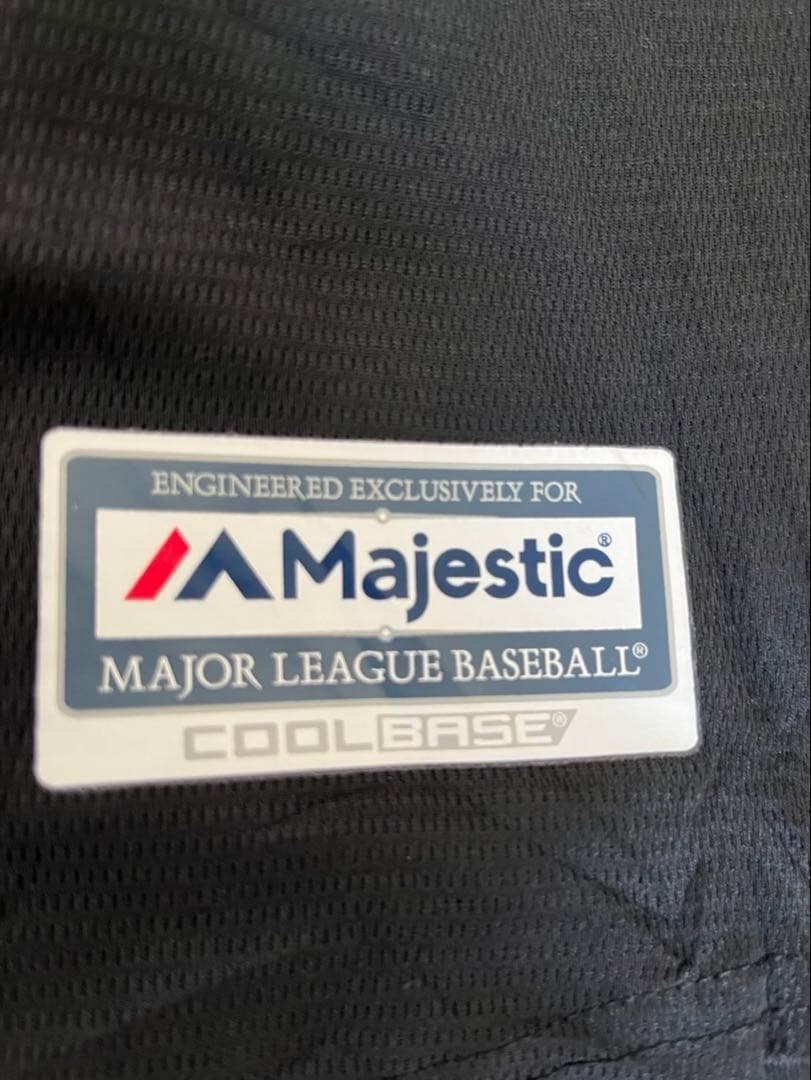 ENGINEERED EXCLUSIVELY FOR
Majestic®
MAJOR LEAGUE BASEBALL®
COOLBASE®